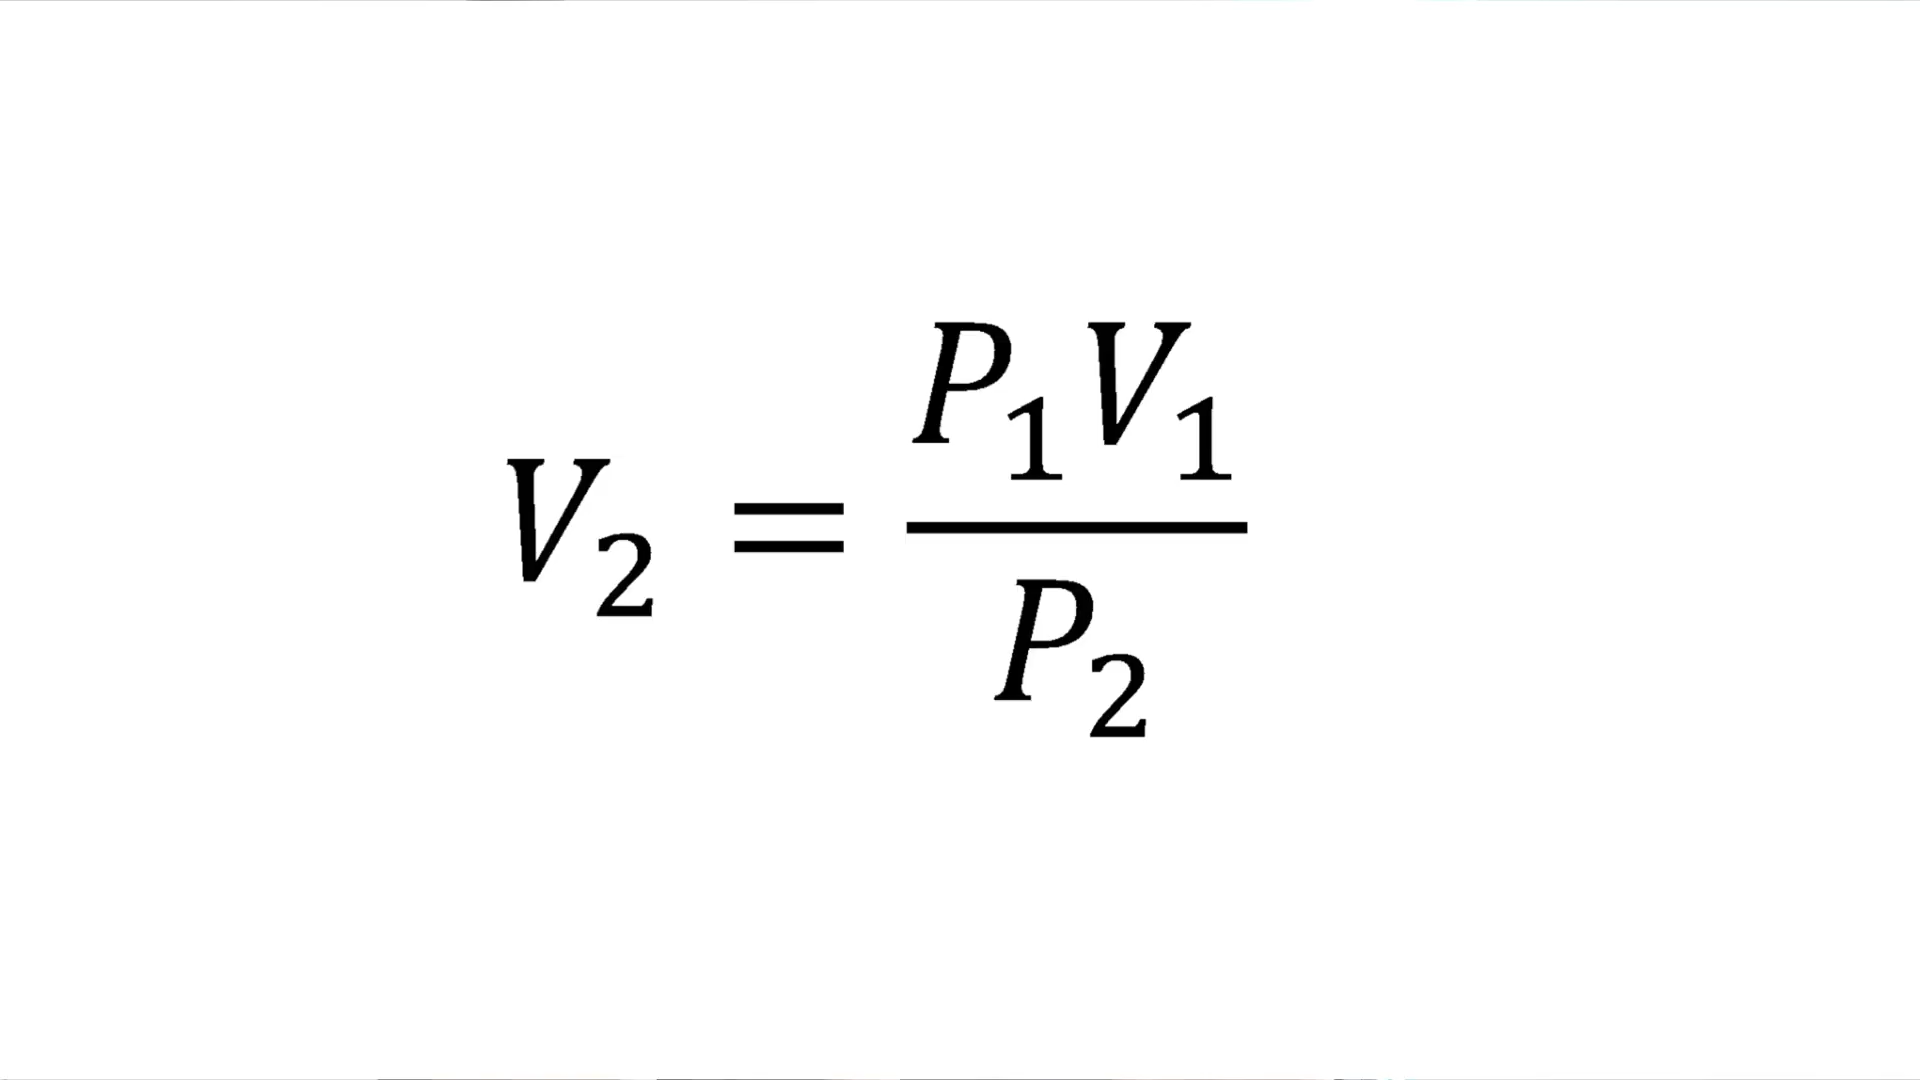 V₂ = P₁V₁ / P₂